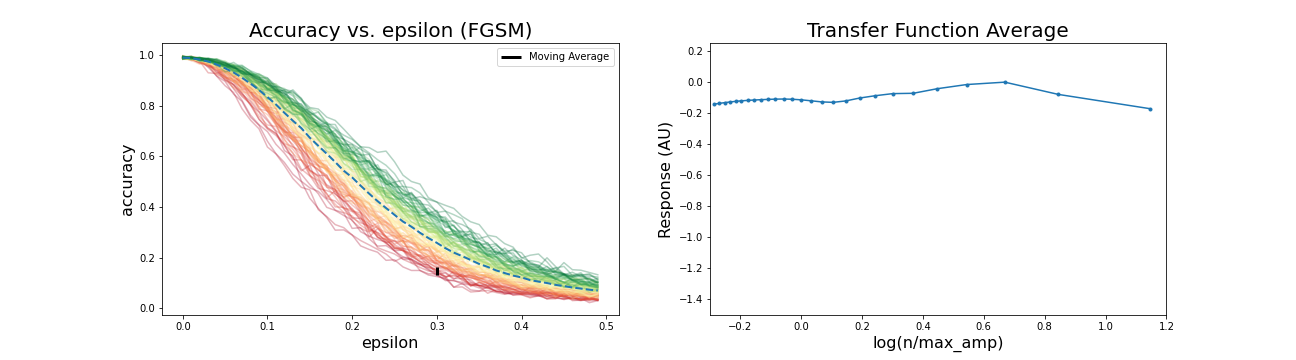 Accuracy vs. epsilon (FGSM)
Moving Average
accuracy
1.0
0.8
0.6
0.4
0.2
0.0
0.0 0.1 0.2 0.3 0.4 0.5
epsilon
Transfer Function Average
Response (AU)
0.2
0.0
−0.2
−0.4
−0.6
−0.8
−1.0
−1.2
−1.4
−0.2 0.0 0.2 0.4 0.6 0.8 1.0 1.2
log(n/max_amp)